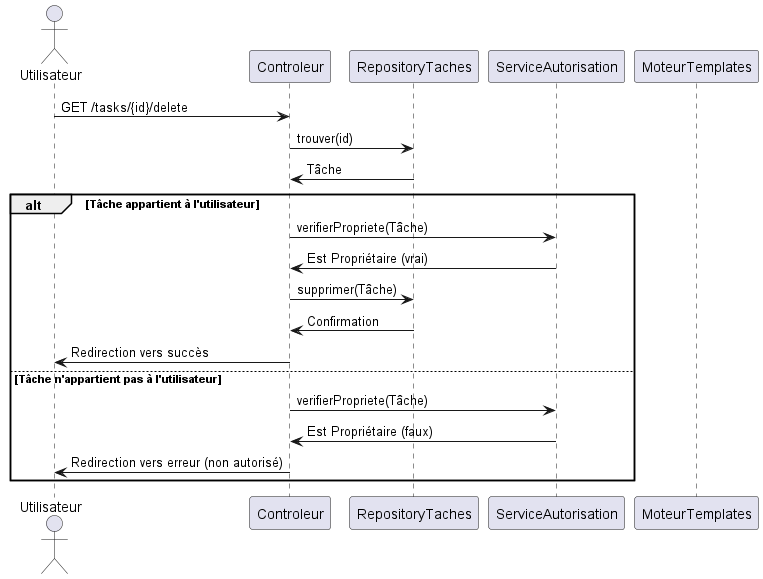 Utilisateur
Controleur
RepositoryTaches
ServiceAutorisation
MoteurTemplates
GET /tasks/{id}/delete
trouver(id)
Tâche
alt
[Tâche appartient à l'utilisateur]
verifierPropriete(Tâche)
Est Propriétaire (vrai)
supprimer(Tâche)
Confirmation
Redirection vers succès
[Tâche n'appartient pas à l'utilisateur]
verifierPropriete(Tâche)
Est Propriétaire (faux)
Redirection vers erreur (non autorisé)
Utilisateur
Controleur
RepositoryTaches
ServiceAutorisation
MoteurTemplates